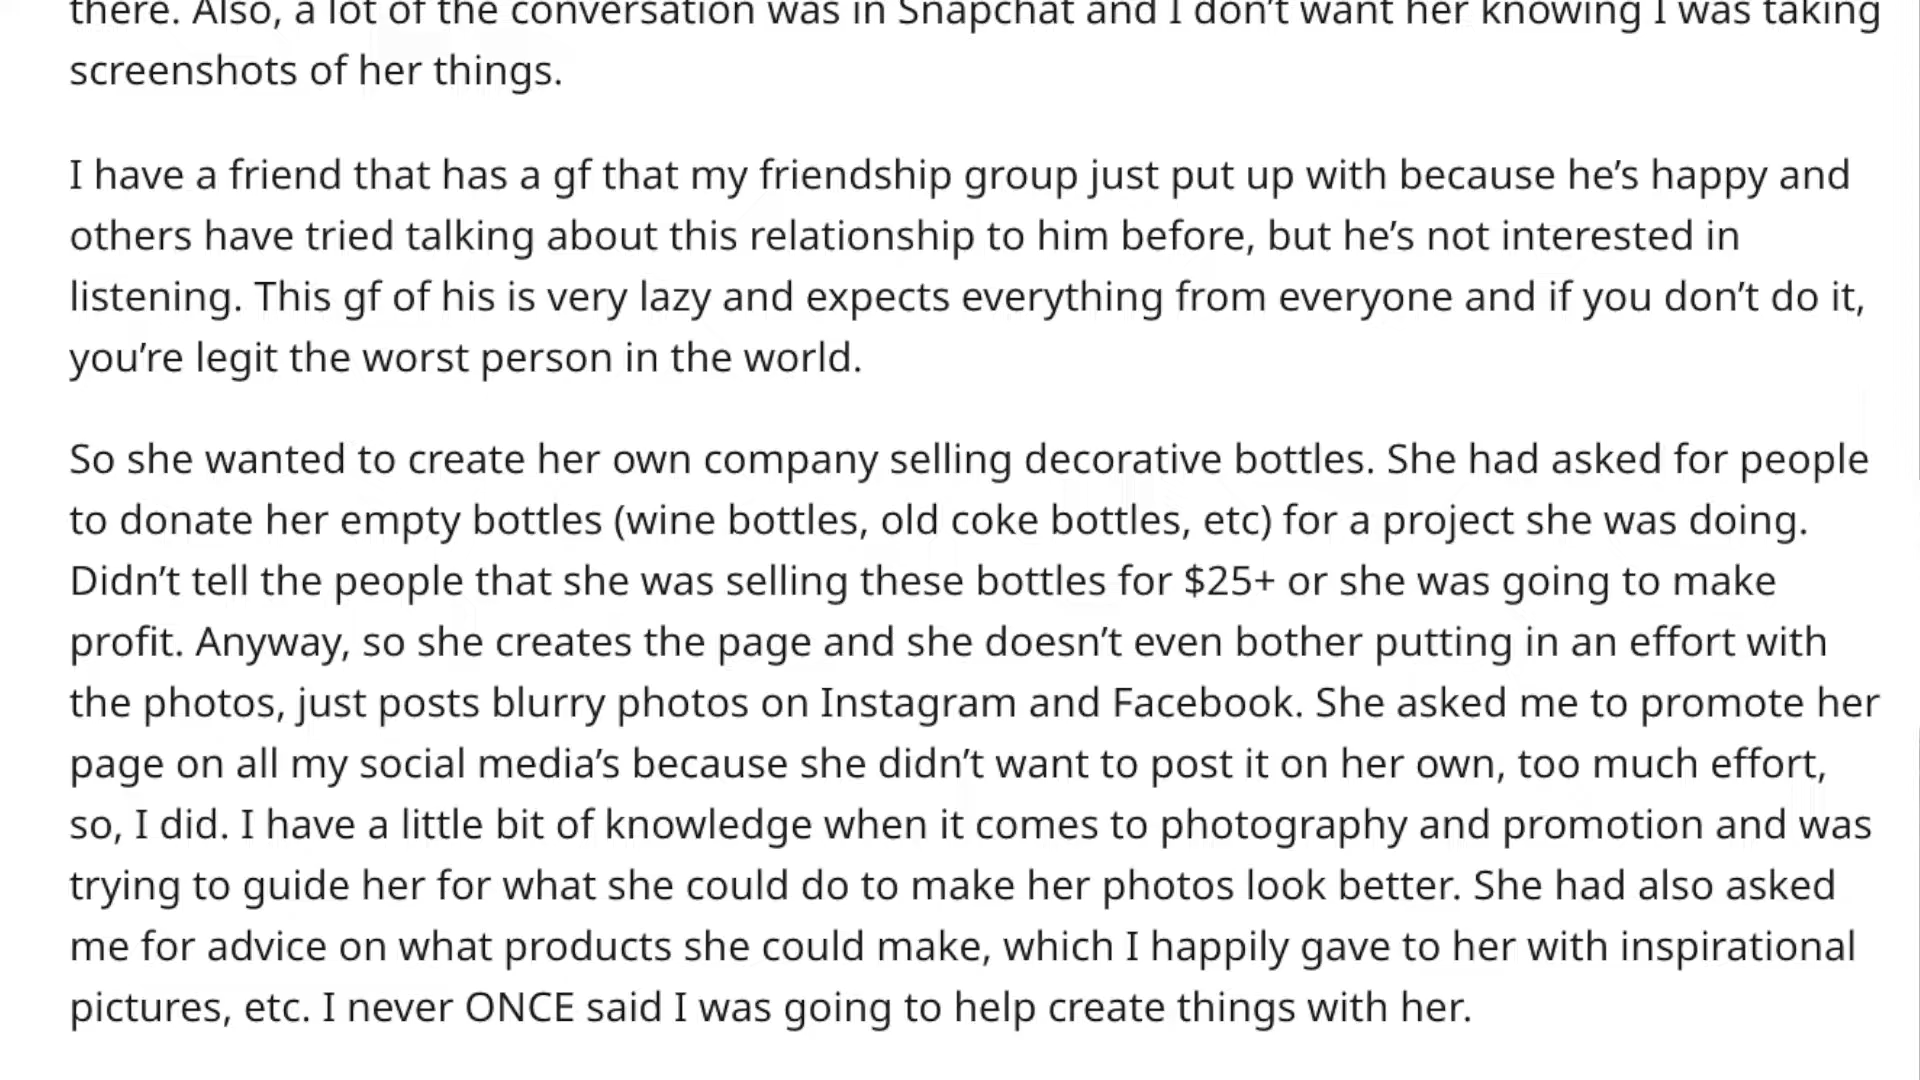 there. Also, a lot of the conversation was in Snapchat and I don't want her knowing I was taking
screenshots of her things.
I have a friend that has a gf that my friendship group just put up with because he’s happy and
others have tried talking about this relationship to him before, but he’s not interested in
listening. This gf of his is very lazy and expects everything from everyone and if you don’t do it,
you’re legit the worst person in the world.
So she wanted to create her own company selling decorative bottles. She had asked for people
to donate her empty bottles (wine bottles, old coke bottles, etc) for a project she was doing.
Didn’t tell the people that she was selling these bottles for $25+ or she was going to make
profit. Anyway, so she creates the page and she doesn’t even bother putting in an effort with
the photos, just posts blurry photos on Instagram and Facebook. She asked me to promote her
page on all my social media’s because she didn’t want to post it on her own, too much effort,
so, I did. I have a little bit of knowledge when it comes to photography and promotion and was
trying to guide her for what she could do to make her photos look better. She had also asked
me for advice on what products she could make, which I happily gave to her with inspirational
pictures, etc. I never ONCE said I was going to help create things with her.